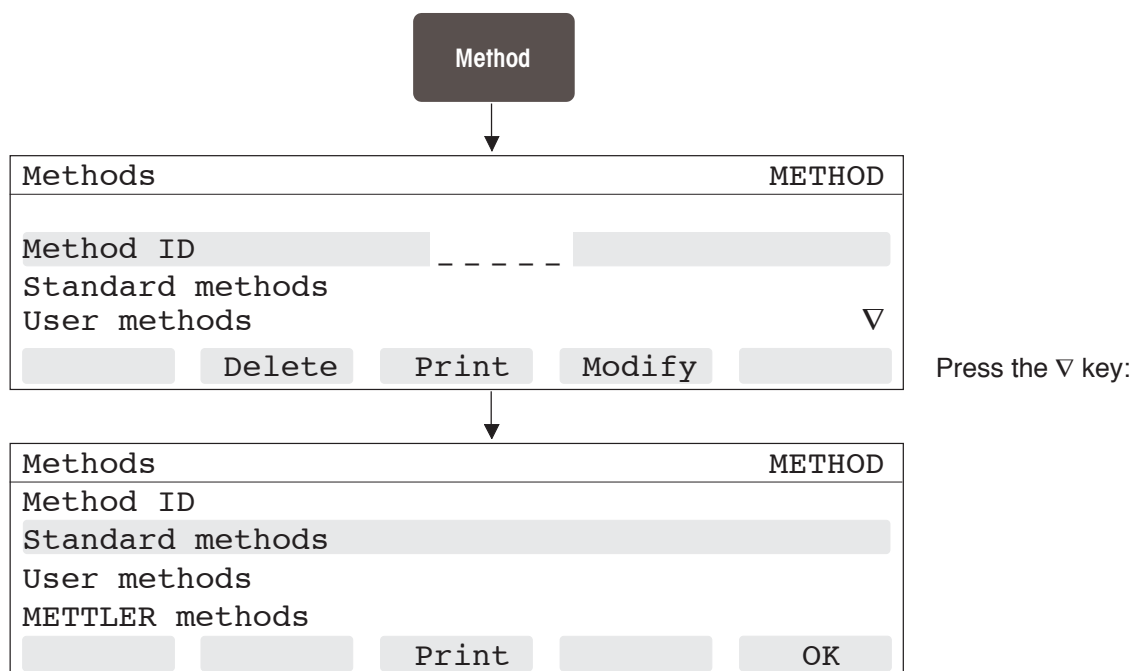 Method
Methods METHOD
Method ID _ _ _ _ _
Standard methods
User methods ∇
Delete Print Modify
Press the ∇ key:
Methods METHOD
Method ID
Standard methods
User methods
METTLER methods
Print OK